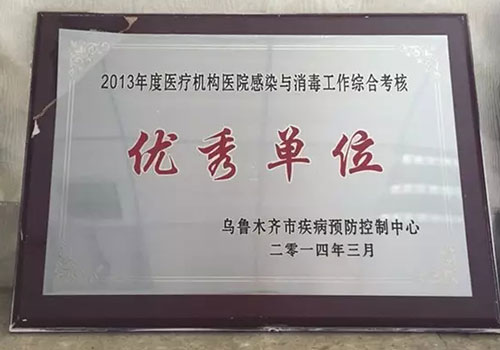 2013年度医疗机构医院感染与消毒工作综合考核
优秀单位
乌鲁木齐市疾病预防控制中心
二零一四年三月